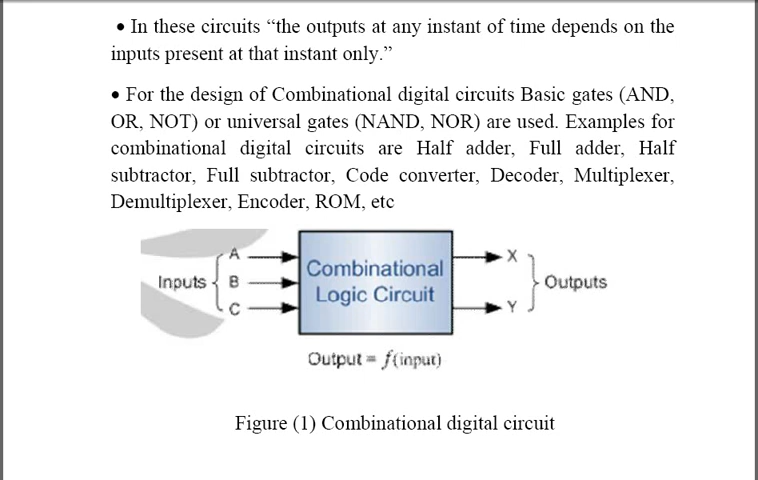 • In these circuits “the outputs at any instant of time depends on the
inputs present at that instant only.”
• For the design of Combinational digital circuits Basic gates (AND,
OR, NOT) or universal gates (NAND, NOR) are used. Examples for
combinational digital circuits are Half adder, Full adder, Half
subtractor, Full subtractor, Code converter, Decoder, Multiplexer,
Demultiplexer, Encoder, ROM, etc
A
Inputs B
C
Combinational
Logic Circuit
X
Outputs
Y
Output = f(input)
Figure (1) Combinational digital circuit